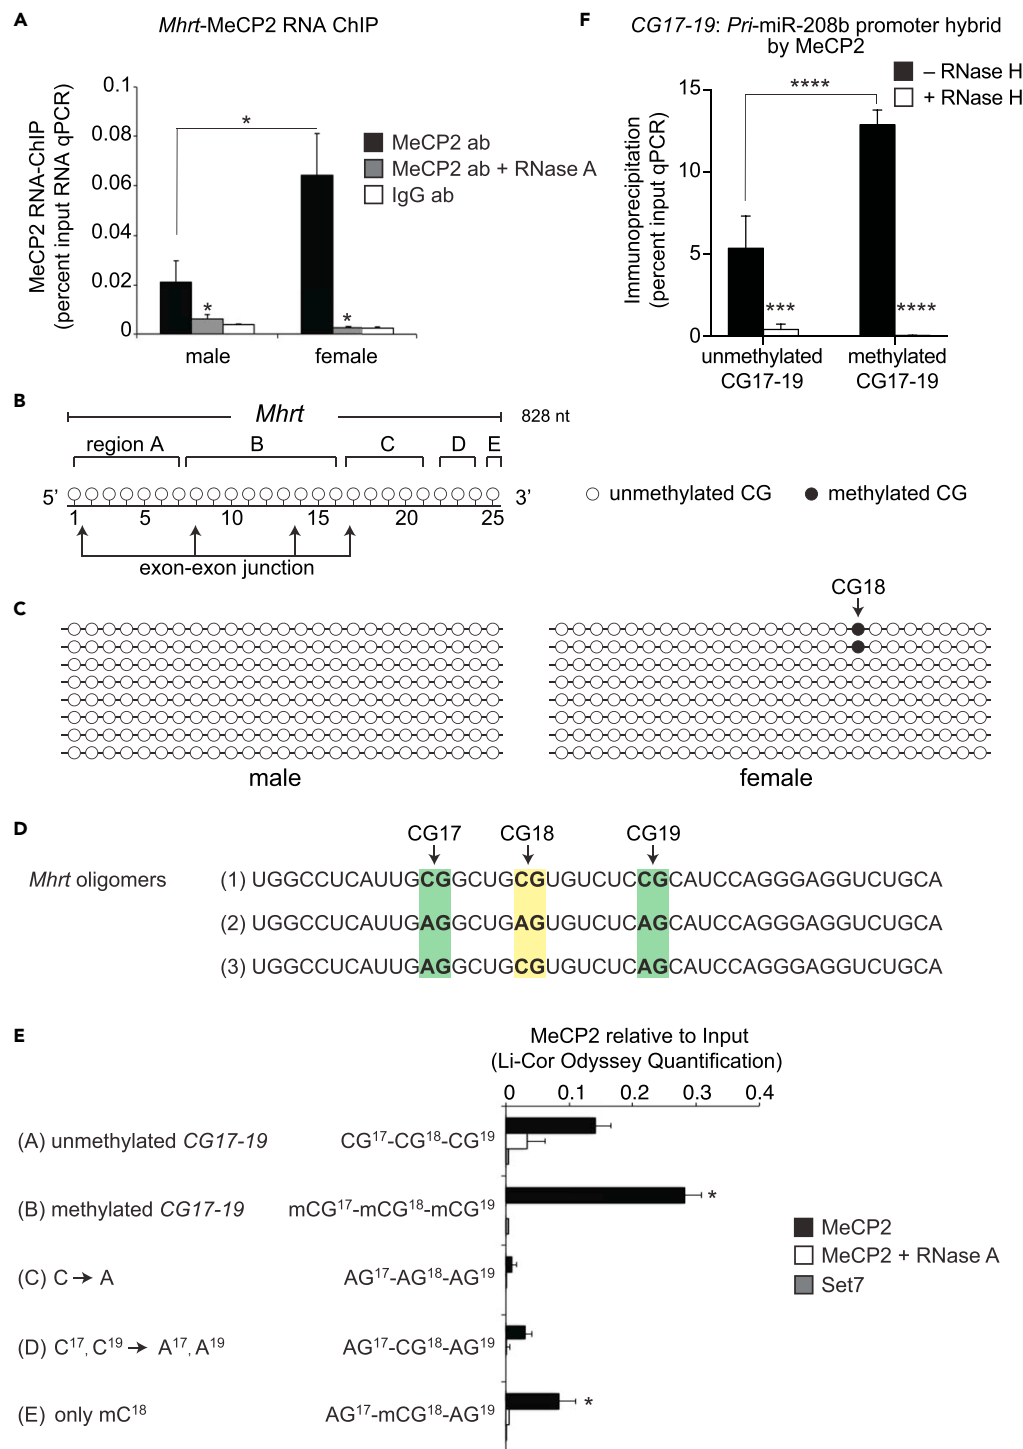 A
Mhrt-MeCP2 RNA ChIP
MeCP2 RNA-ChIP
(percent input RNA qPCR)
0.1
0.08
0.06
0.04
0.02
0
*
*
*
male
female
MeCP2 ab
MeCP2 ab + RNase A
IgG ab
F
CG17-19: Pri-miR-208b promoter hybrid
by MeCP2
– RNase H
+ RNase H
Immunoprecipitation
(percent input qPCR)
15
10
5
0
****
***
****
unmethylated
CG17-19
methylated
CG17-19
B
Mhrt
828 nt
region A
B
C
D
E
5’
3’
1
5
10
15
20
25
exon-exon junction
unmethylated CG
methylated CG
C
CG18
male
female
D
CG17
CG18
CG19
Mhrt oligomers
(1) UGGCCUCAUUGCGGCUGCGUGUCUCCGCAUCCAGGGAGGUCUGCA
(2) UGGCCUCAUUGAGGCUGAGUGUCUCAGCAUCCAGGGAGGUCUGCA
(3) UGGCCUCAUUGAGGCUGCGUGUCUCAGCAUCCAGGGAGGUCUGCA
E
MeCP2 relative to Input
(Li-Cor Odyssey Quantification)
0 0.1 0.2 0.3 0.4
(A) unmethylated CG17-19 CG¹⁷-CG¹⁸-CG¹⁹
(B) methylated CG17-19 mCG¹⁷-mCG¹⁸-mCG¹⁹ *
(C) C → A AG¹⁷-AG¹⁸-AG¹⁹
(D) C¹⁷, C¹⁹ → A¹⁷, A¹⁹ AG¹⁷-CG¹⁸-AG¹⁹
(E) only mC¹⁸ AG¹⁷-mCG¹⁸-AG¹⁹ *
MeCP2
MeCP2 + RNase A
Set7